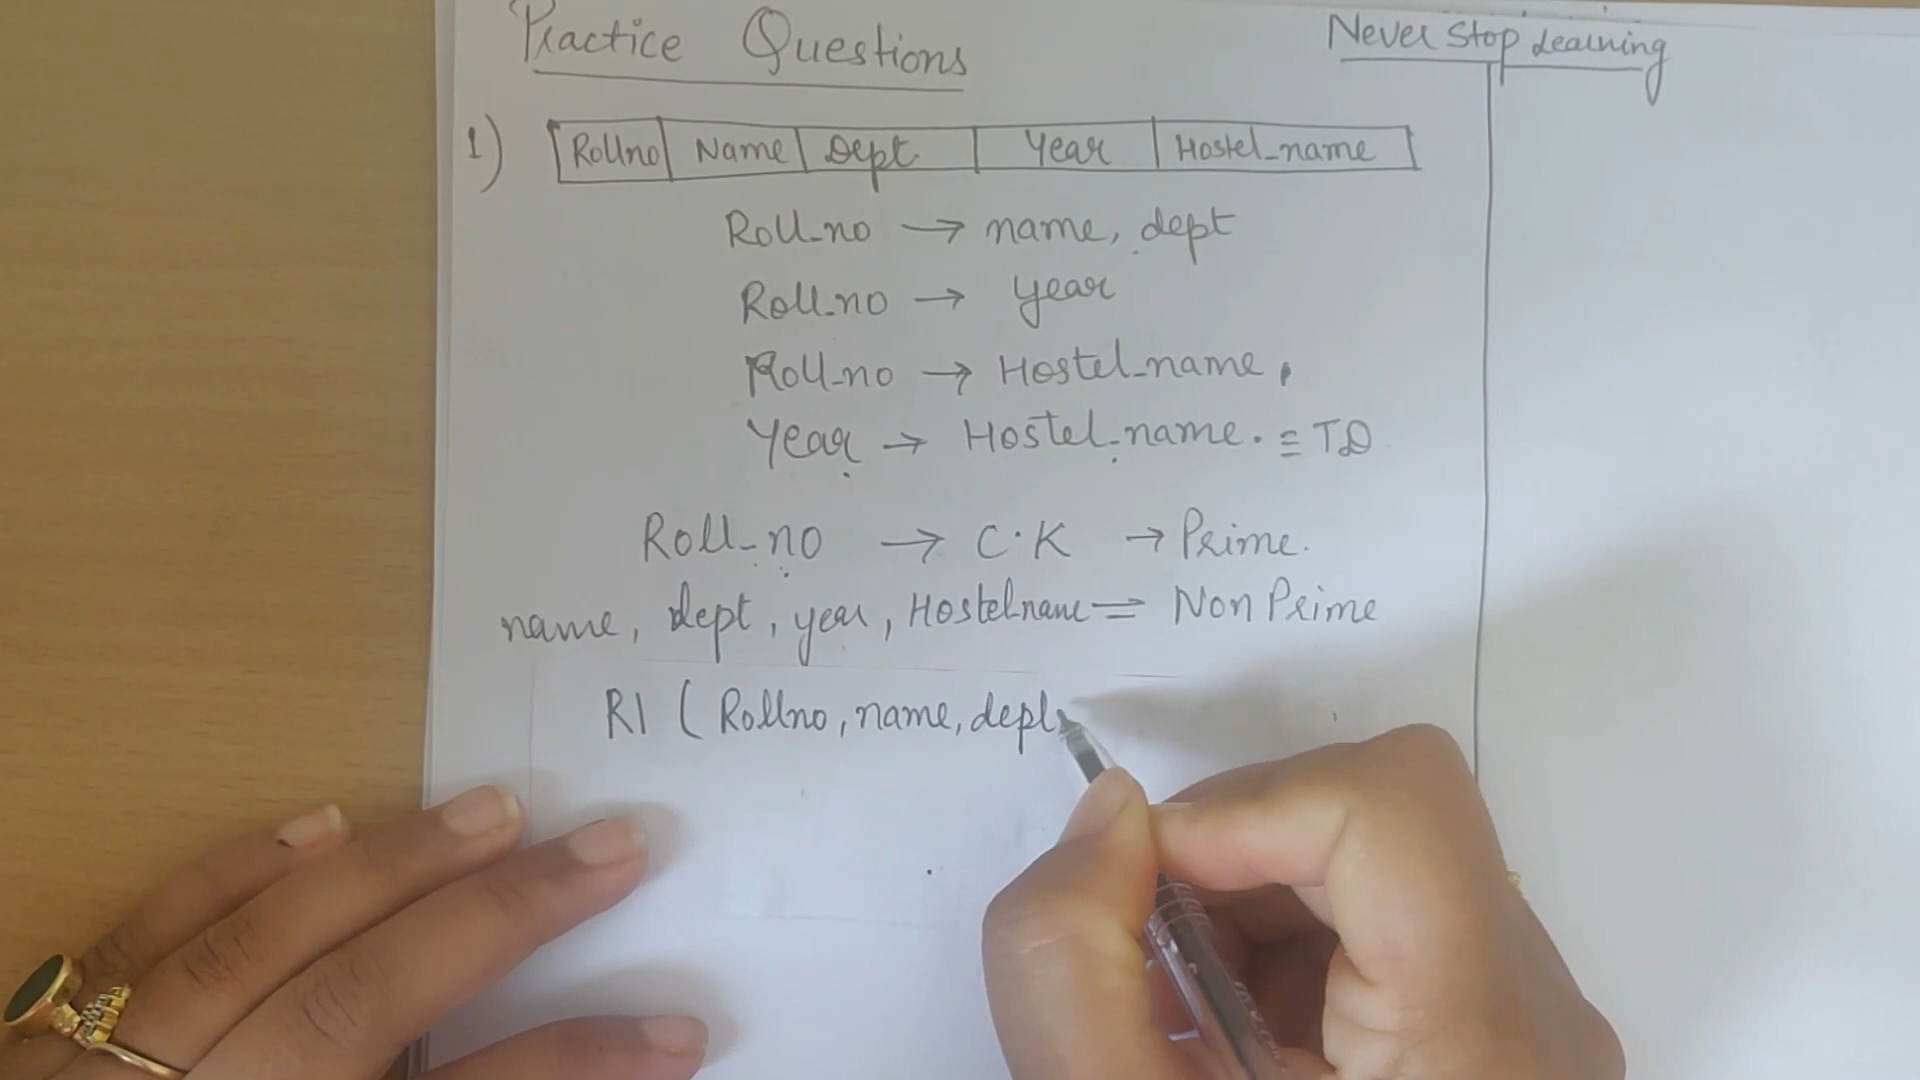 Practice Questions
Never Stop Learning
1) Rollno Name Dept. Year Hostel_name
Roll_no → name, dept
Roll_no → year
Roll_no → Hostel_name.
Year → Hostel_name. ≡ TD
Roll_no → C.K → Prime.
name, dept, year, Hostelname = Non Prime
R1 ( Rollno, name, dept